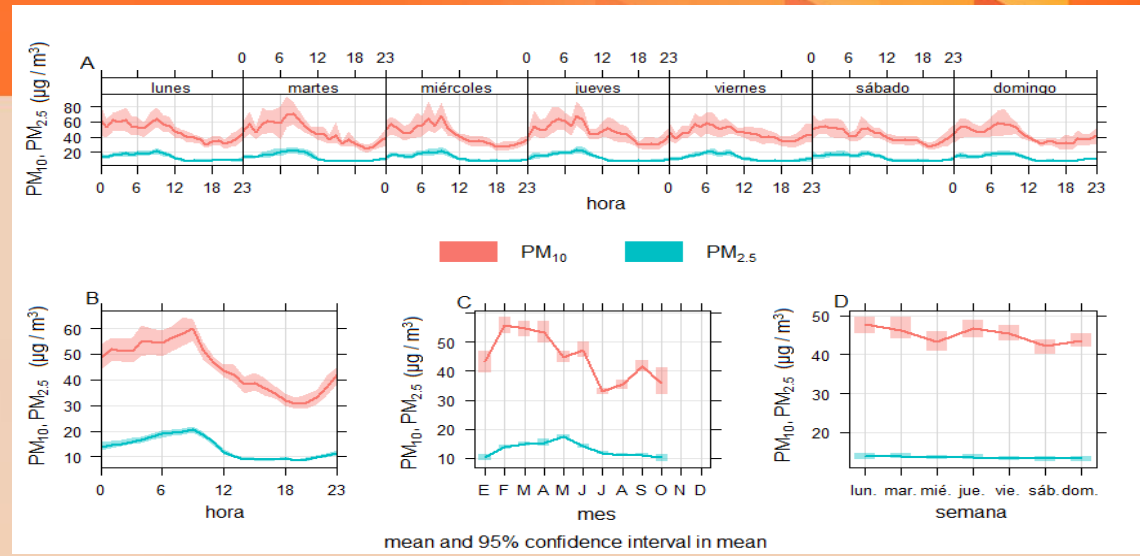 A
0 6 12 18 23 0 6 12 18 23 0 6 12 18 23
lunes martes miércoles jueves viernes sábado domingo
PM10, PM2.5 (µg / m³)
80
60
40
20
0 6 12 18 23 0 6 12 18 23 0 6 12 18 23 0 6 12 18 23
hora
PM10 PM2.5
B
PM10, PM2.5 (µg / m³)
60
50
40
30
20
10
0 6 12 18 23
hora
C
PM10, PM2.5 (µg / m³)
50
40
30
20
10
E F M A M J J A S O N D
mes
D
PM10, PM2.5 (µg / m³)
50
40
30
20
lun. mar. mié. jue. vie. sáb. dom.
semana
mean and 95% confidence interval in mean